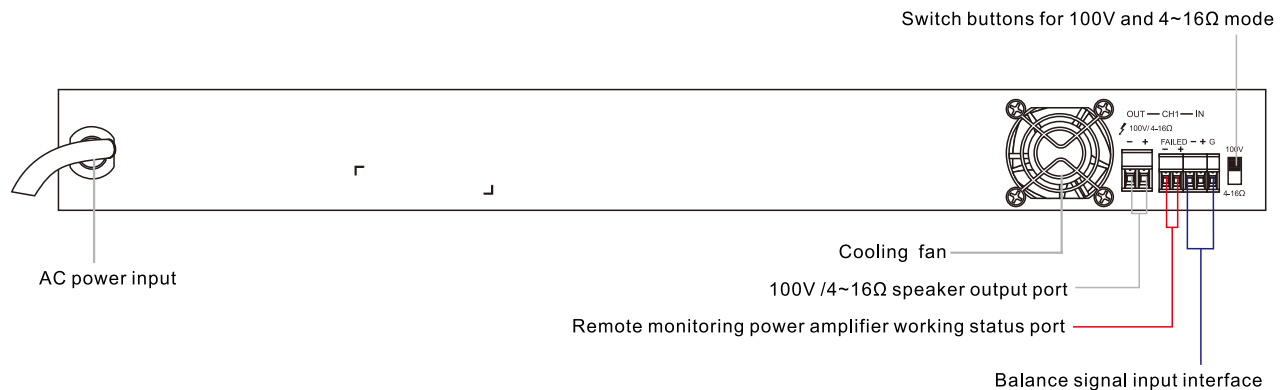 Switch buttons for 100V and 4~16Ω mode
OUT — CH1 — IN
100V/4-16Ω
- + FAILED - + G
- +
100V
4-16Ω
Cooling fan
AC power input
100V /4~16Ω speaker output port
Remote monitoring power amplifier working status port
Balance signal input interface